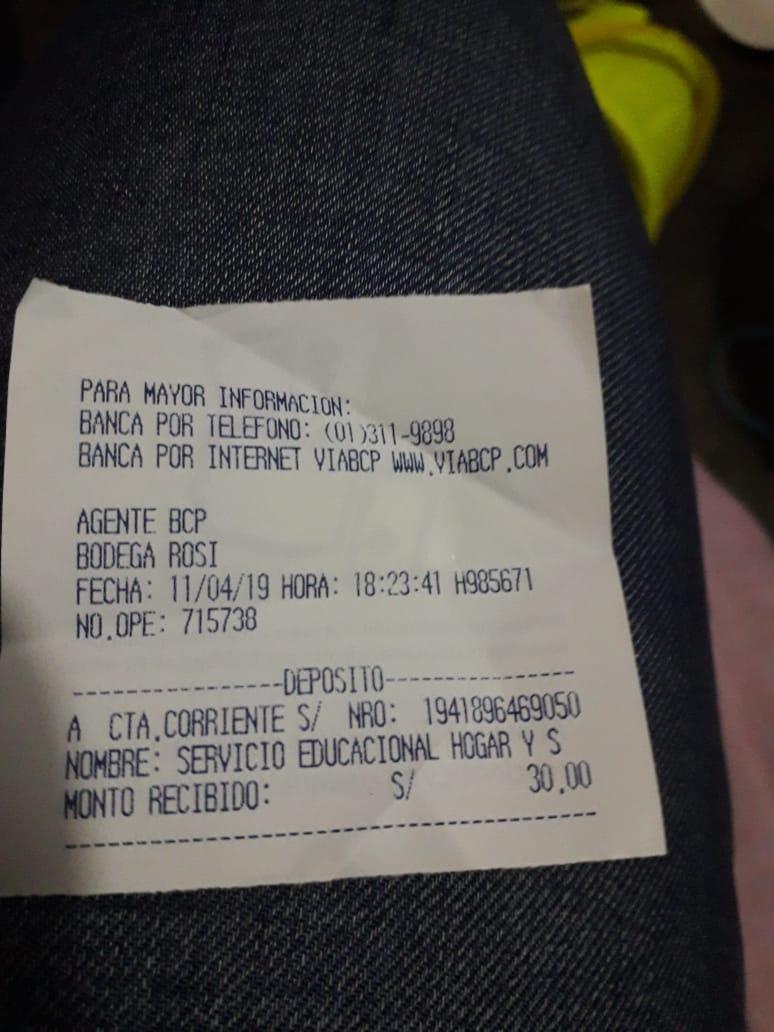 PARA MAYOR INFORMACION:
BANCA POR TELEFONO: (01)311-9898
BANCA POR INTERNET VIABCP WWW.VIABCP.COM
AGENTE BCP
BODEGA ROSI
FECHA: 11/04/19 HORA: 18:23:41 H985671
NO.OPE: 715738
----------------DEPOSITO---------------
A CTA.CORRIENTE S/ NRO: 1941896469050
NOMBRE: SERVICIO EDUCACIONAL HOGAR Y S
MONTO RECIBIDO: S/ 30.00
---------------------------------------